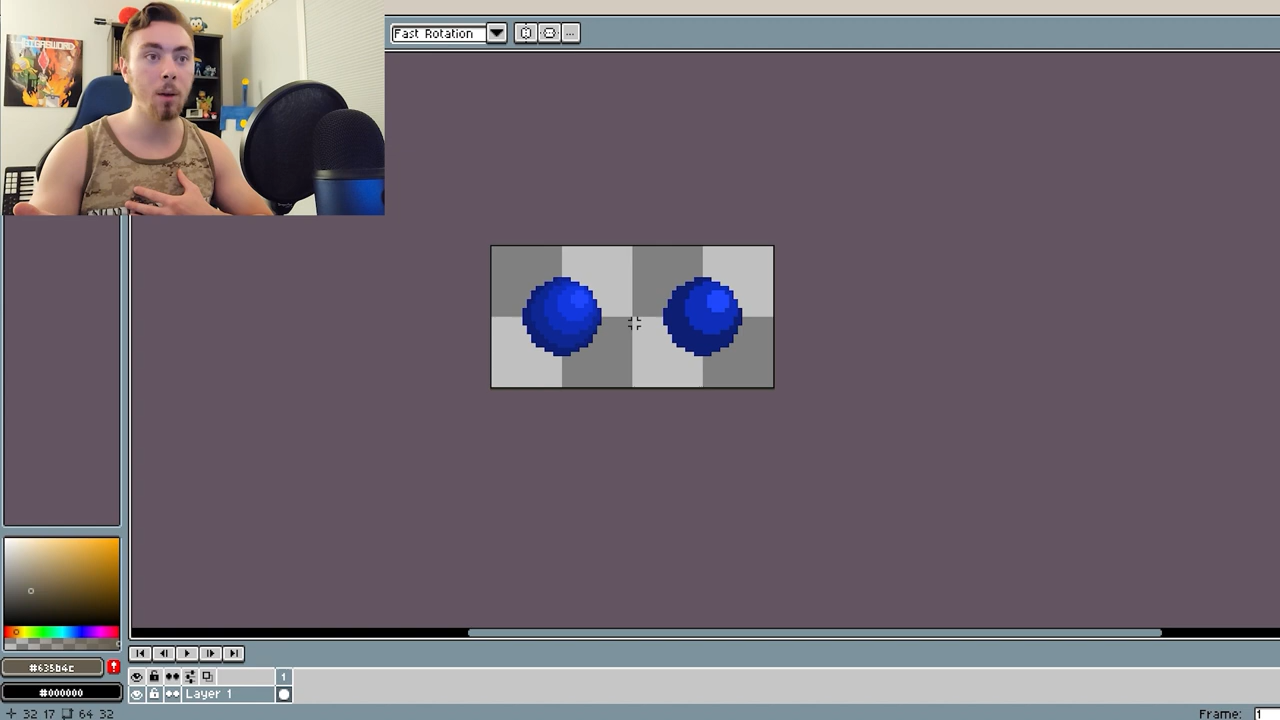 Fast Rotation
...
#635b4c
#000000
1
Layer 1
32 17 64 32
Frame: 1